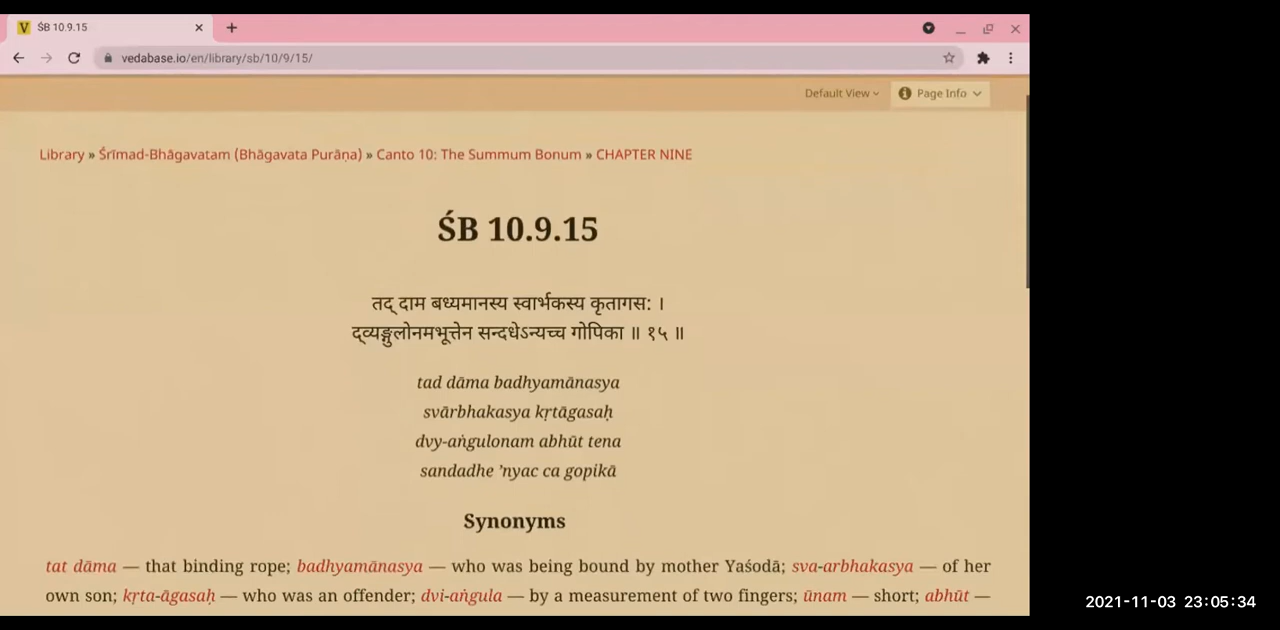 ŚB 10.9.15
vedabase.io/en/library/sb/10/9/15/
Default View
Page Info
Library » Śrīmad-Bhāgavatam (Bhāgavata Purāṇa) » Canto 10: The Summum Bonum » CHAPTER NINE
ŚB 10.9.15
तद् दाम बध्यमानस्य स्वार्भकस्य कृतागस: ।
द्व्यङ्गुलोनमभूत्तेन सन्दधेऽन्यच्च गोपिका ॥ १५ ॥
tad dāma badhyamānasya
svārbhakasya kṛtāgasaḥ
dvy-aṅgulonam abhūt tena
sandadhe ’nyac ca gopikā
Synonyms
tat dāma — that binding rope; badhyamānasya — who was being bound by mother Yaśodā; sva-arbhakasya — of her
own son; kṛta-āgasaḥ — who was an offender; dvi-aṅgula — by a measurement of two fingers; ūnam — short; abhūt —
2021-11-03 23:05:34